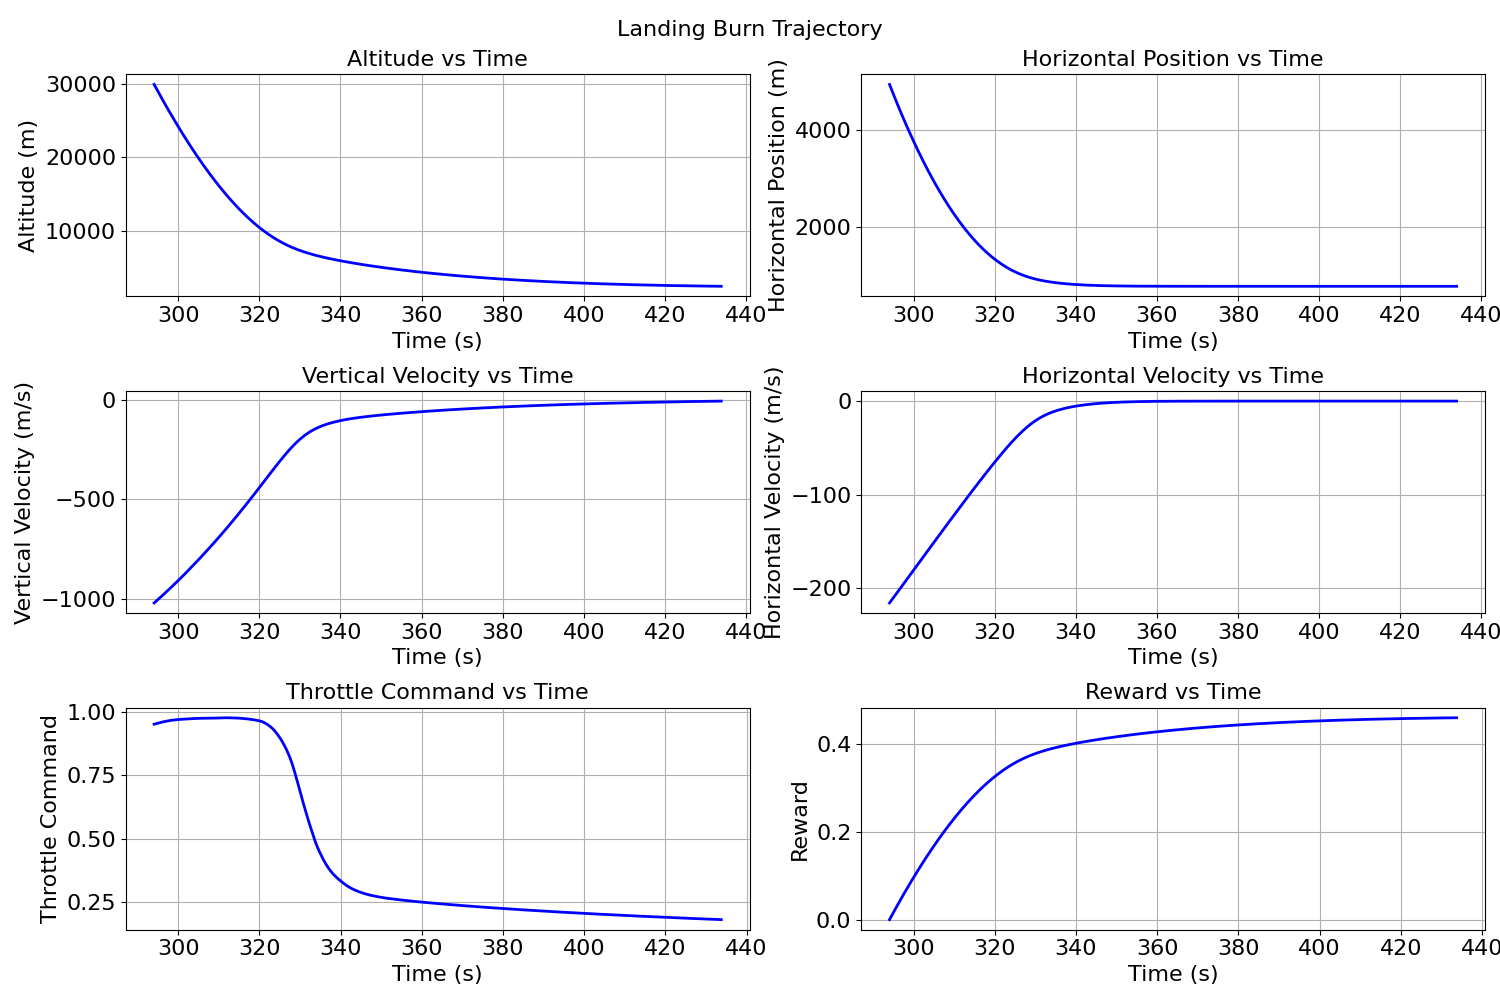 Landing Burn Trajectory
Altitude vs Time
Altitude (m)
30000
20000
10000
300 320 340 360 380 400 420 440
Time (s)
Horizontal Position vs Time
Horizontal Position (m)
4000
2000
300 320 340 360 380 400 420 440
Time (s)
Vertical Velocity vs Time
Vertical Velocity (m/s)
0
−500
−1000
300 320 340 360 380 400 420 440
Time (s)
Horizontal Velocity vs Time
Horizontal Velocity (m/s)
0
−100
−200
300 320 340 360 380 400 420 440
Time (s)
Throttle Command vs Time
Throttle Command
1.00
0.75
0.50
0.25
300 320 340 360 380 400 420 440
Time (s)
Reward vs Time
Reward
0.4
0.2
0.0
300 320 340 360 380 400 420 440
Time (s)